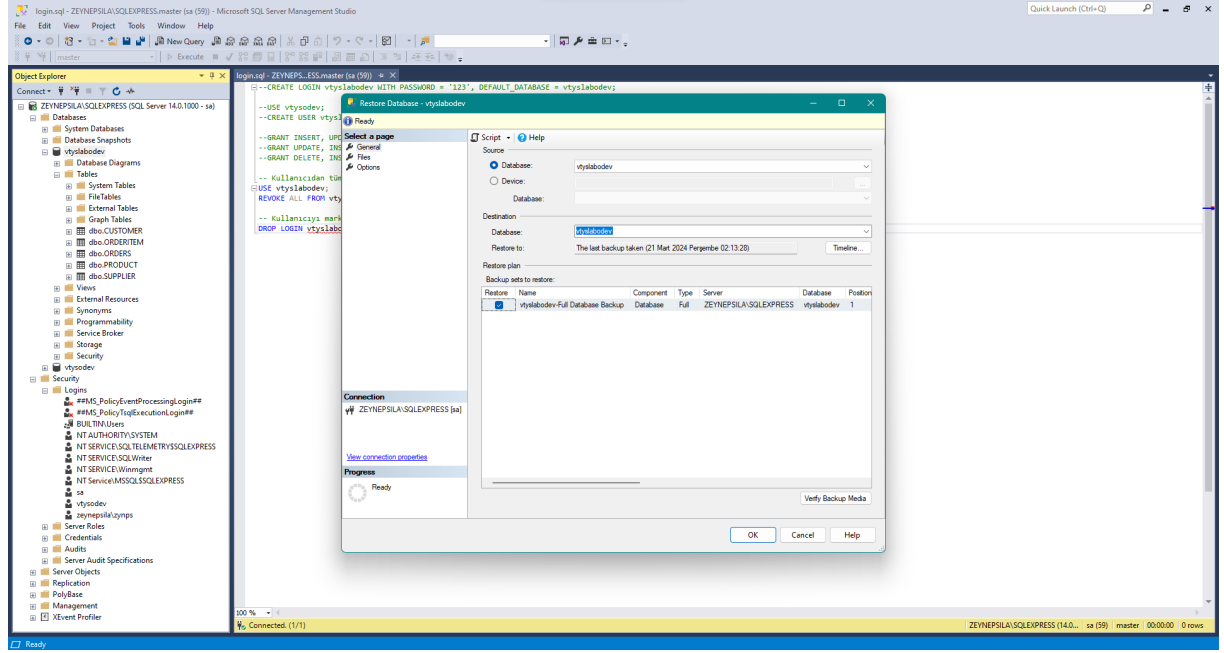 login.sql - ZEYNEPSILA\SQLEXPRESS.master (sa (59)) - Microsoft SQL Server Management Studio
Quick Launch (Ctrl+Q)
File Edit View Project Tools Window Help
New Query
master
Execute
Object Explorer
login.sql - ZEYNEPS...ESS.master (sa (59))
Connect
ZEYNEPSILA\SQLEXPRESS (SQL Server 14.0.1000 - sa)
Databases
System Databases
Database Snapshots
vtyslabodev
Database Diagrams
Tables
System Tables
FileTables
External Tables
Graph Tables
dbo.CUSTOMER
dbo.ORDERITEM
dbo.ORDERS
dbo.PRODUCT
dbo.SUPPLIER
Views
External Resources
Synonyms
Programmability
Service Broker
Storage
Security
vtysodev
Security
Logins
##MS_PolicyEventProcessingLogin##
##MS_PolicyTsqlExecutionLogin##
BUILTIN\Users
NT AUTHORITY\SYSTEM
NT SERVICE\SQLTELEMETRY$SQLEXPRESS
NT SERVICE\SQLWriter
NT SERVICE\Winmgmt
NT Service\MSSQL$SQLEXPRESS
sa
vtysodev
zeynepsila\zynps
Server Roles
Credentials
Audits
Server Audit Specifications
Server Objects
Replication
PolyBase
Management
XEvent Profiler
--CREATE LOGIN vtyslabodev WITH PASSWORD = '123', DEFAULT_DATABASE = vtyslabodev;
--USE vtysodev;
--CREATE USER vtysl
--GRANT INSERT, UPD
--GRANT UPDATE, INS
--GRANT DELETE, INS
-- Kullanıcıdan tüm
USE vtyslabodev;
REVOKE ALL FROM vty
-- Kullanıcıyı mark
DROP LOGIN vtyslabo
Restore Database - vtyslabodev
Ready
Select a page
General
Files
Options
Script Help
Source
Database: vtyslabodev
Device:
...
Database:
Destination
Database: vtyslabodev
Restore to: The last backup taken (21 Mart 2024 Perşembe 02:13:28) Timeline...
Restore plan
Backup sets to restore:
Restore Name Component Type Server Database Position
vtyslabodev-Full Database Backup Database Full ZEYNEPSILA\SQLEXPRESS vtyslabodev 1
Connection
ZEYNEPSILA\SQLEXPRESS [sa]
View connection properties
Progress
Ready
Verify Backup Media
OK Cancel Help
100 %
Connected. (1/1)
ZEYNEPSILA\SQLEXPRESS (14.0... sa (59) master 00:00:00 0 rows
Ready